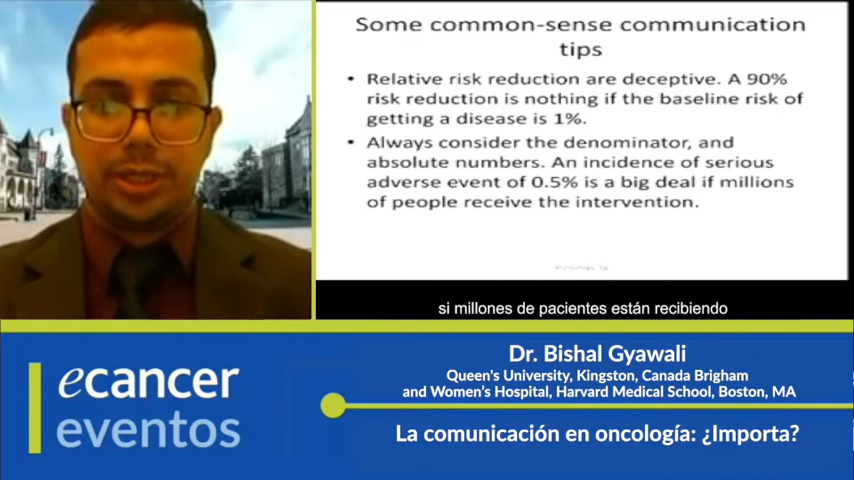 Some common-sense communication
tips
• Relative risk reduction are deceptive. A 90%
risk reduction is nothing if the baseline risk of
getting a disease is 1%.
• Always consider the denominator, and
absolute numbers. An incidence of serious
adverse event of 0.5% is a big deal if millions
of people receive the intervention.
si millones de pacientes están recibiendo
ecancer
eventos
Dr. Bishal Gyawali
Queen's University, Kingston, Canada Brigham
and Women's Hospital, Harvard Medical School, Boston, MA
La comunicación en oncología: ¿Importa?